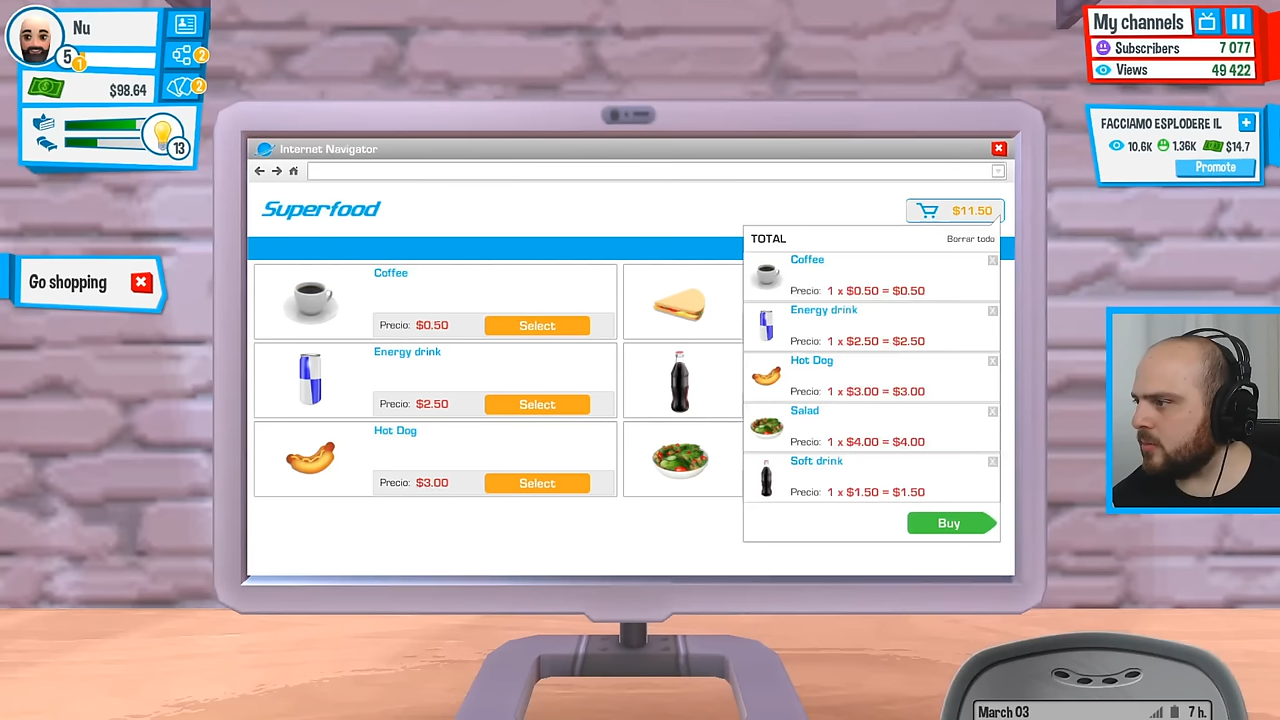 Nu
5
1
2
$98.64
2
13
My channels
Subscribers 7 077
Views 49 422
FACCIAMO ESPLODERE IL
10.6K 1.36K $14.7
Promote
Go shopping
Internet Navigator
Superfood
$11.50
TOTAL Borrar todo
Coffee
Precio: 1 x $0.50 = $0.50
Energy drink
Precio: 1 x $2.50 = $2.50
Hot Dog
Precio: 1 x $3.00 = $3.00
Salad
Precio: 1 x $4.00 = $4.00
Soft drink
Precio: 1 x $1.50 = $1.50
Buy
Coffee
Precio: $0.50 Select
Energy drink
Precio: $2.50 Select
Hot Dog
Precio: $3.00 Select
March 03 7 h.